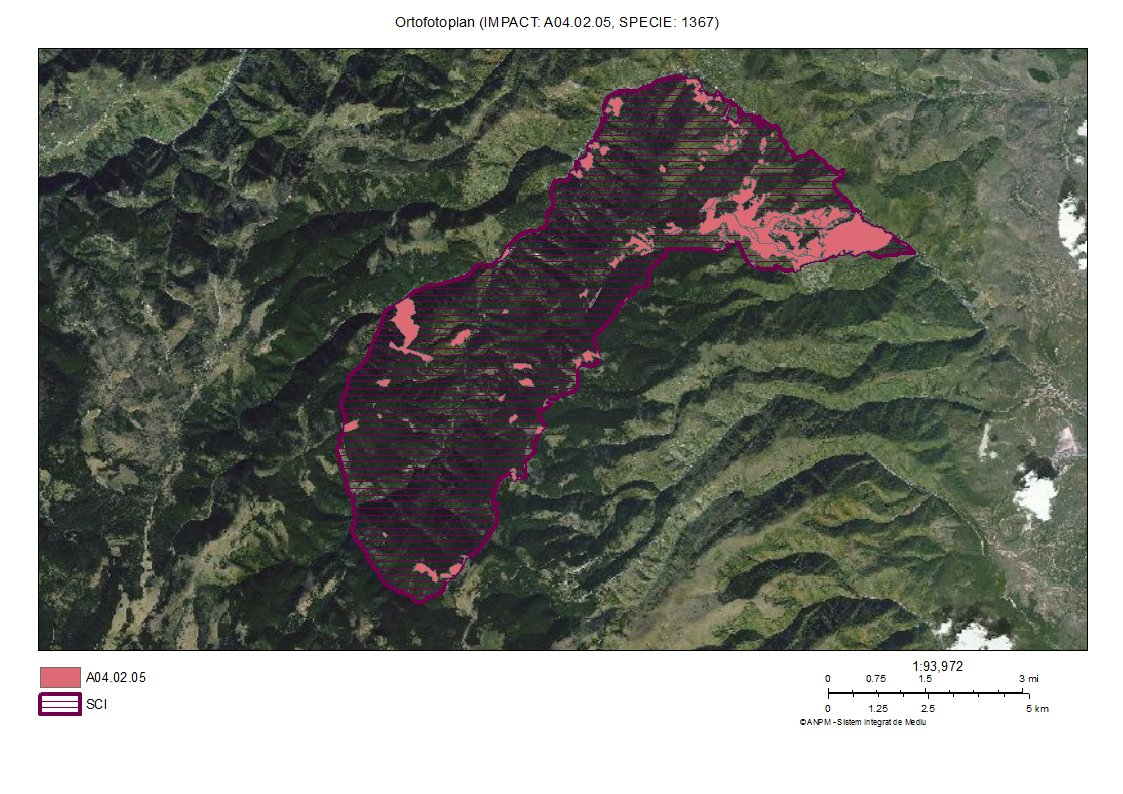 Ortofotoplan (IMPACT: A04.02.05, SPECIE: 1367)
A04.02.05
SCI
1:93,972
0 0.75 1.5 3 mi
0 1.25 2.5 5 km
©ANPM - Sistem Integrat de Mediu